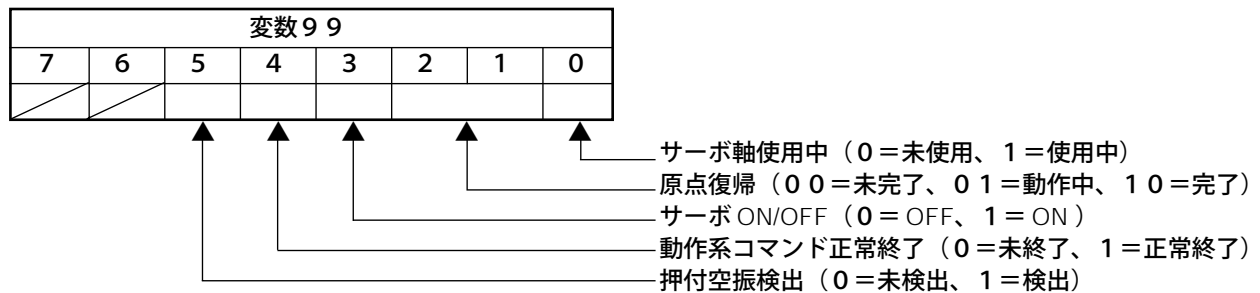 変数99
7 6 5 4 3 2 1 0
サーボ軸使用中（0＝未使用、1＝使用中）
原点復帰（00＝未完了、01＝動作中、10＝完了）
サーボON/OFF（0＝OFF、1＝ON）
動作系コマンド正常終了（0＝未終了、1＝正常終了）
押付空振検出（0＝未検出、1＝検出）